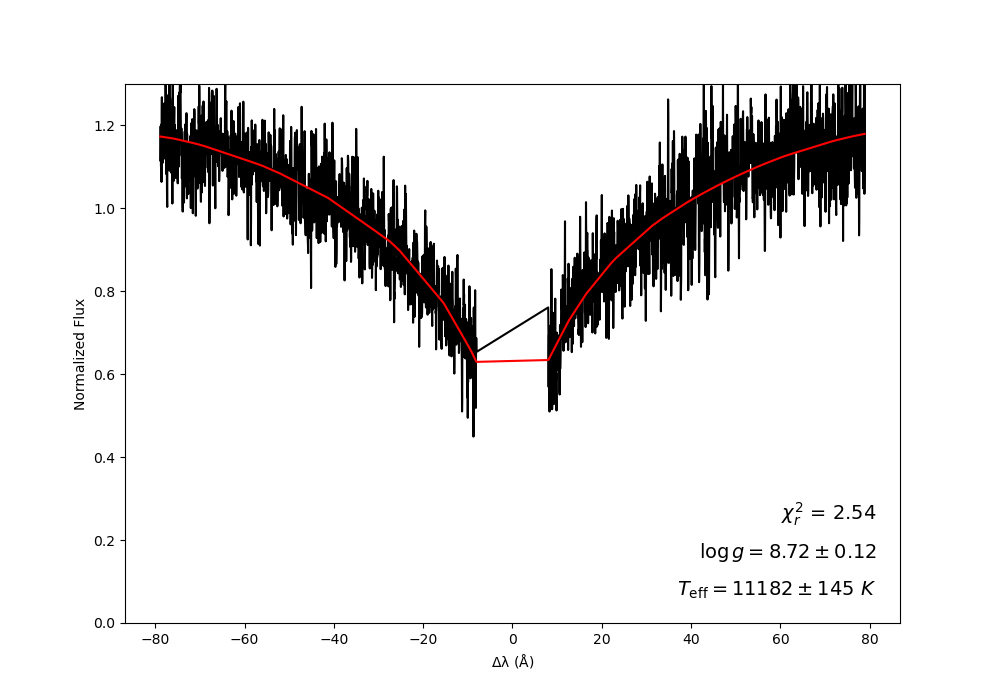 1.2
1.0
0.8
0.6
0.4
0.2
0.0
Normalized Flux
χ²ᵣ = 2.54
log g = 8.72 ± 0.12
T_eff = 11182 ± 145 K
−80 −60 −40 −20 0 20 40 60 80
Δλ (Å)